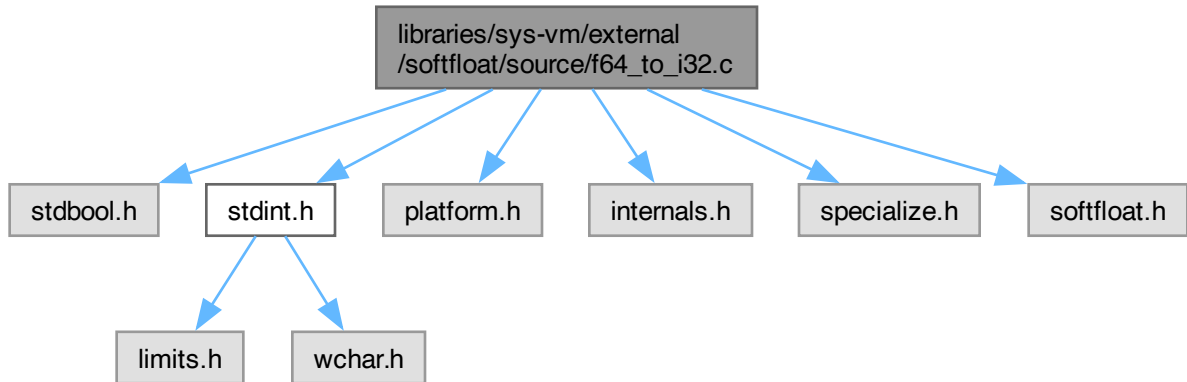 libraries/sys-vm/external
/softfloat/source/f64_to_i32.c
stdbool.h
stdint.h
platform.h
internals.h
specialize.h
softfloat.h
limits.h
wchar.h